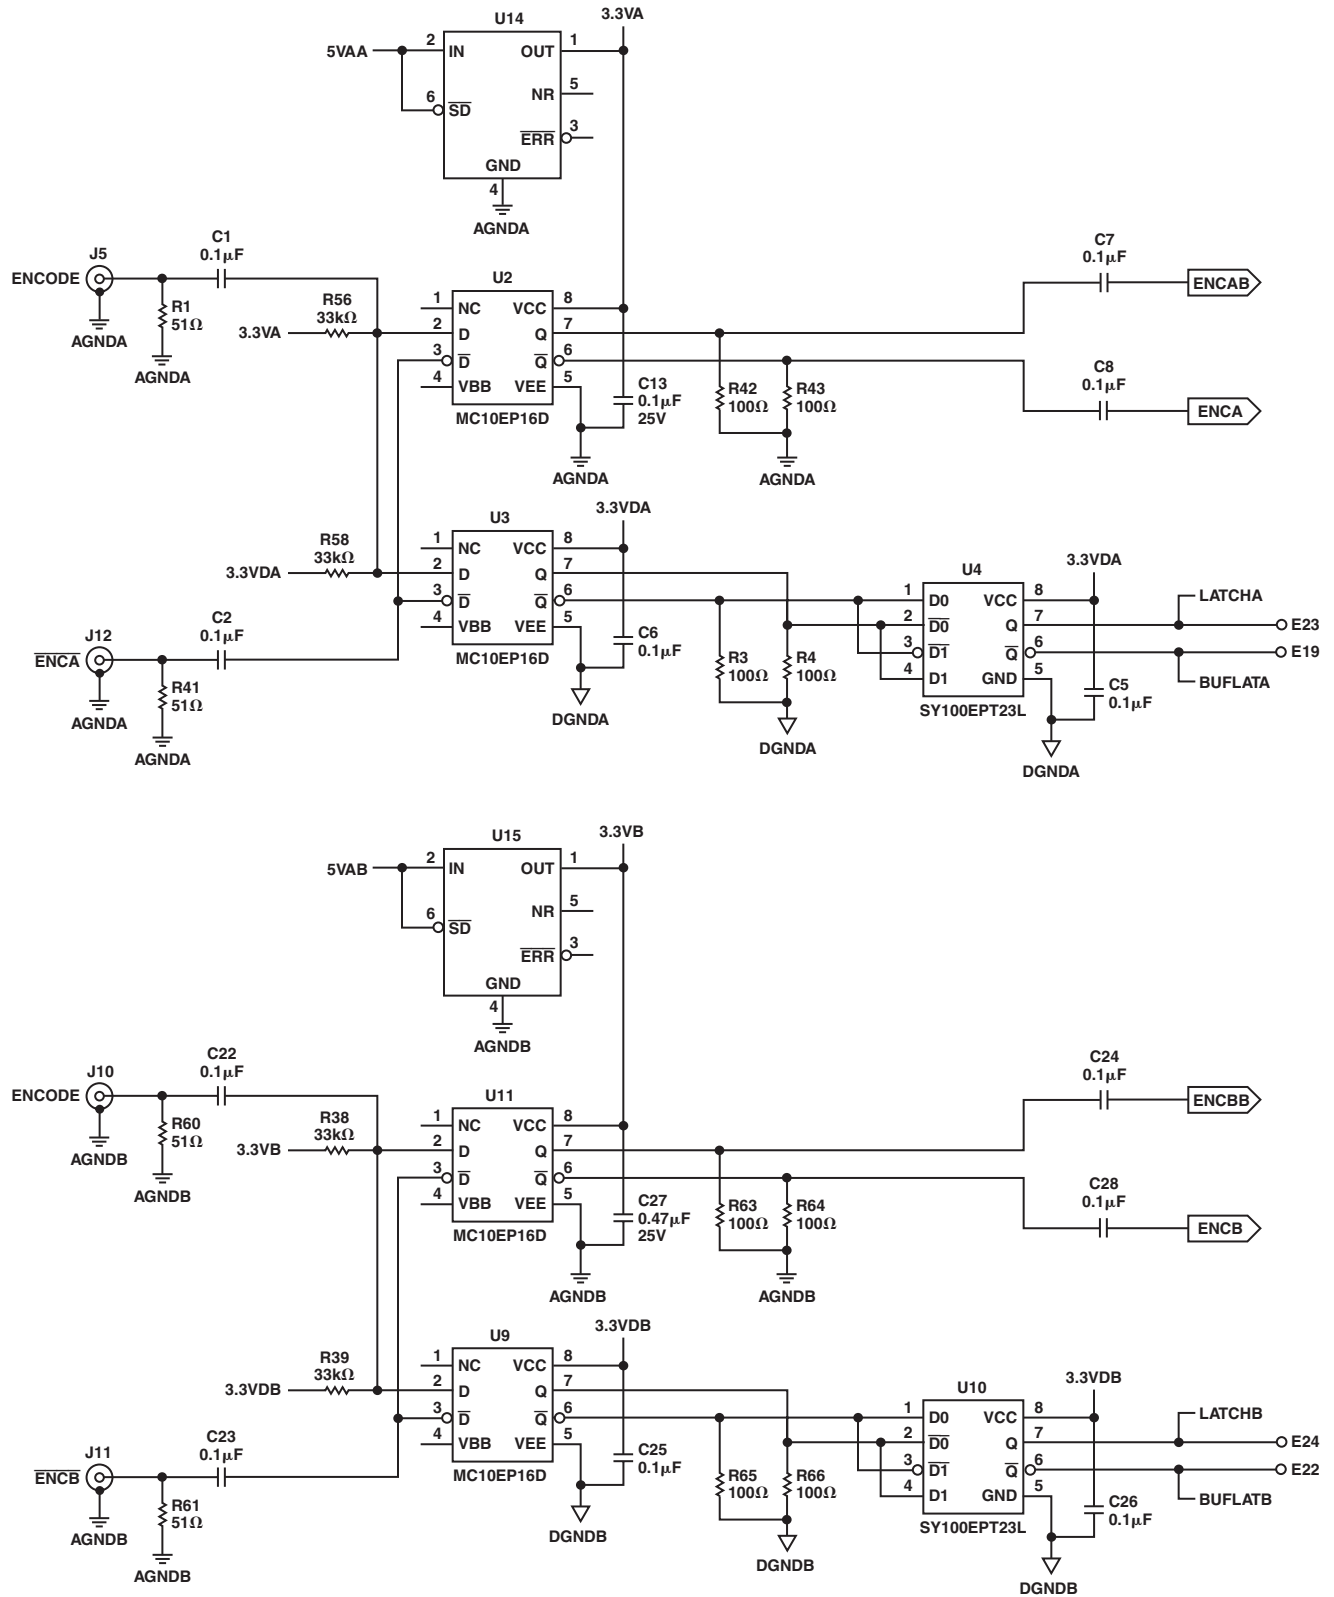 U14
3.3VA
5VAA
2
IN
OUT
1
NR
5
6
SD
ERR
3
GND
4
AGNDA
J5
ENCODE
AGNDA
C1
0.1μF
R1
51Ω
AGNDA
R56
33kΩ
3.3VA
U2
1
NC
VCC
8
2
D
Q
7
3
D
Q
6
4
VBB
VEE
5
MC10EP16D
C13
0.1μF
25V
AGNDA
R42
100Ω
R43
100Ω
AGNDA
C7
0.1μF
ENCAB
C8
0.1μF
ENCA
3.3VDA
U3
1
NC
VCC
8
2
D
Q
7
3
D
Q
6
4
VBB
VEE
5
MC10EP16D
R58
33kΩ
3.3VDA
C2
0.1μF
J12
ENCA
AGNDA
R41
51Ω
AGNDA
C6
0.1μF
DGNDA
R3
100Ω
R4
100Ω
DGNDA
U4
3.3VDA
1
D0
VCC
8
2
D0
Q
7
3
D1
Q
6
4
D1
GND
5
SY100EPT23L
C5
0.1μF
DGNDA
LATCHA
E23
E19
BUFLATA
U15
3.3VB
5VAB
2
IN
OUT
1
NR
5
6
SD
ERR
3
GND
4
AGNDB
J10
ENCODE
AGNDB
C22
0.1μF
R60
51Ω
AGNDB
R38
33kΩ
3.3VB
U11
1
NC
VCC
8
2
D
Q
7
3
D
Q
6
4
VBB
VEE
5
MC10EP16D
C27
0.47μF
25V
AGNDB
R63
100Ω
R64
100Ω
AGNDB
C24
0.1μF
ENCBB
C28
0.1μF
ENCB
3.3VDB
U9
1
NC
VCC
8
2
D
Q
7
3
D
Q
6
4
VBB
VEE
5
MC10EP16D
R39
33kΩ
3.3VDB
C23
0.1μF
J11
ENCB
AGNDB
R61
51Ω
AGNDB
C25
0.1μF
DGNDB
R65
100Ω
R66
100Ω
DGNDB
U10
3.3VDB
1
D0
VCC
8
2
D0
Q
7
3
D1
Q
6
4
D1
GND
5
SY100EPT23L
C26
0.1μF
DGNDB
LATCHB
E24
E22
BUFLATB